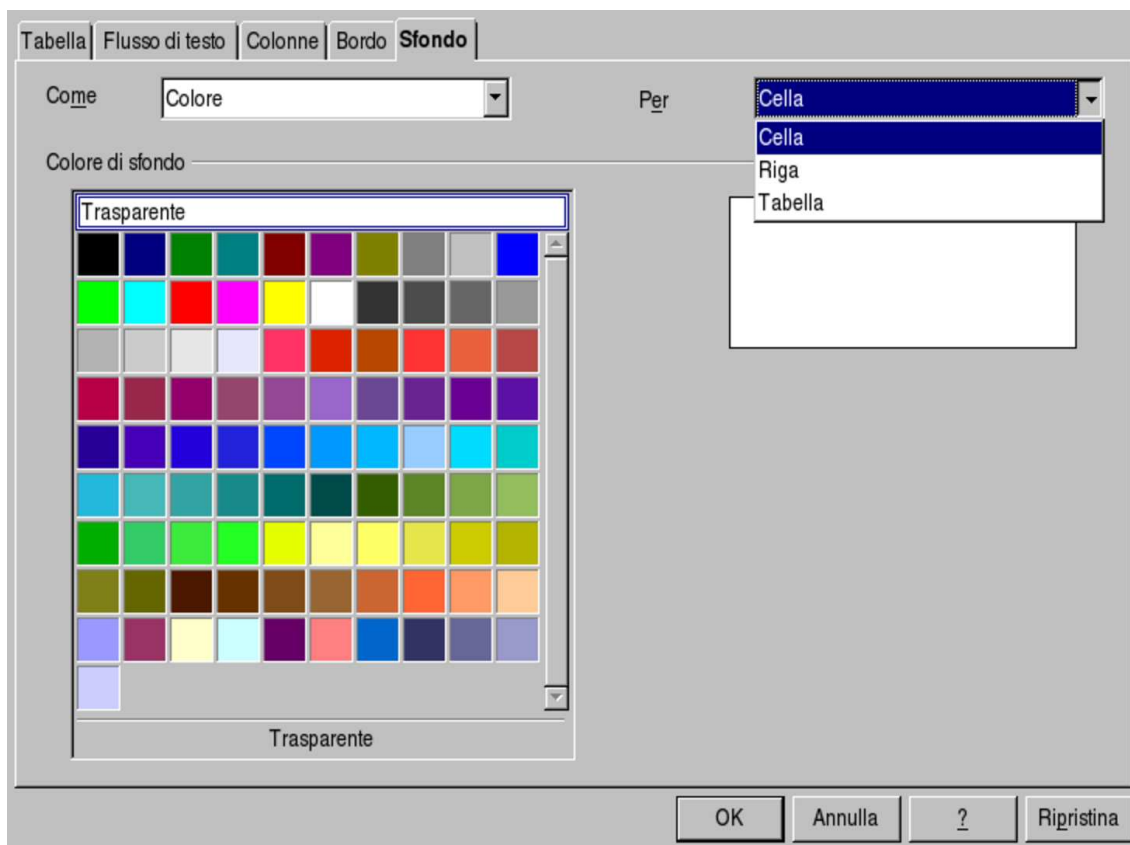 Tabella Flusso di testo Colonne Bordo Sfondo
Come Colore Per Cella
Cella
Colore di sfondo
Riga
Tabella
Trasparente
Trasparente
OK Annulla ? Ripristina